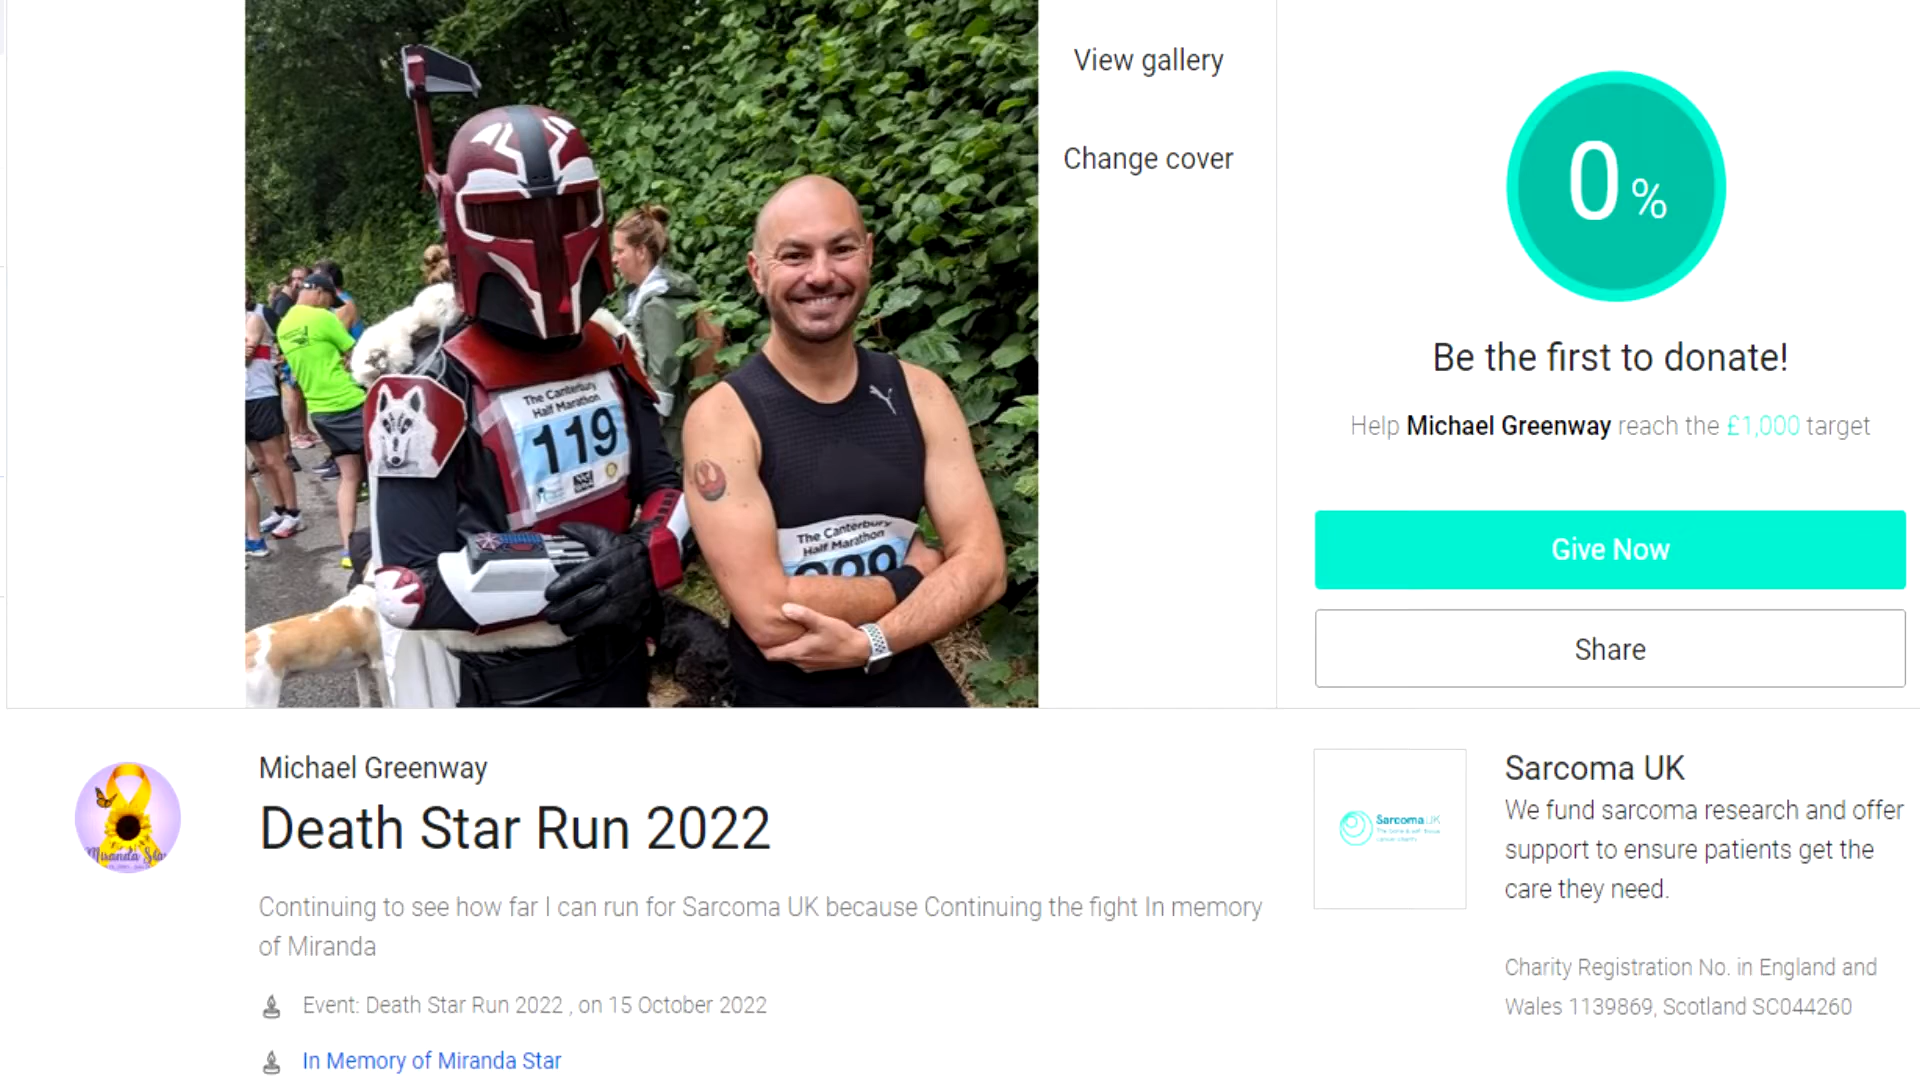 View gallery
Change cover
The Canterbury
Half Marathon
119
The Canterbury
Half Marathon
0 %
Be the first to donate!
Help Michael Greenway reach the £1,000 target
Give Now
Share
Michael Greenway
Death Star Run 2022
Continuing to see how far I can run for Sarcoma UK because Continuing the fight In memory
of Miranda
Event: Death Star Run 2022 , on 15 October 2022
In Memory of Miranda Star
Miranda
Sarcoma UK
Sarcoma UK
We fund sarcoma research and offer
support to ensure patients get the
care they need.
Charity Registration No. in England and
Wales 1139869, Scotland SC044260